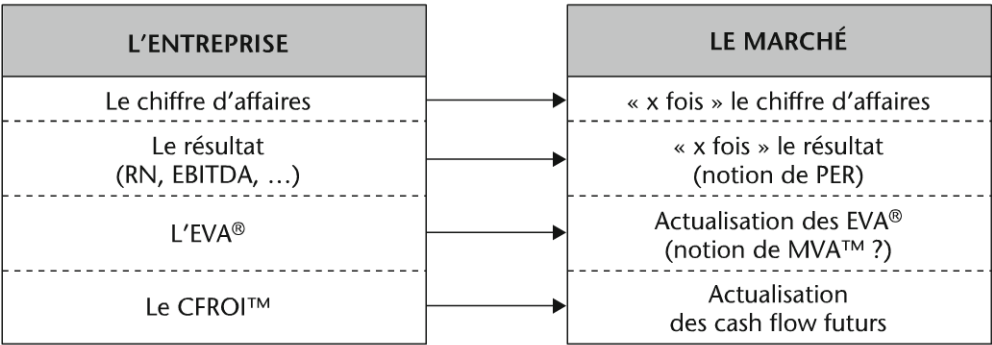 L’ENTREPRISE
Le chiffre d’affaires
Le résultat
(RN, EBITDA, …)
L’EVA®
Le CFROI™
LE MARCHÉ
« x fois » le chiffre d’affaires
« x fois » le résultat
(notion de PER)
Actualisation des EVA®
(notion de MVA™ ?)
Actualisation
des cash flow futurs